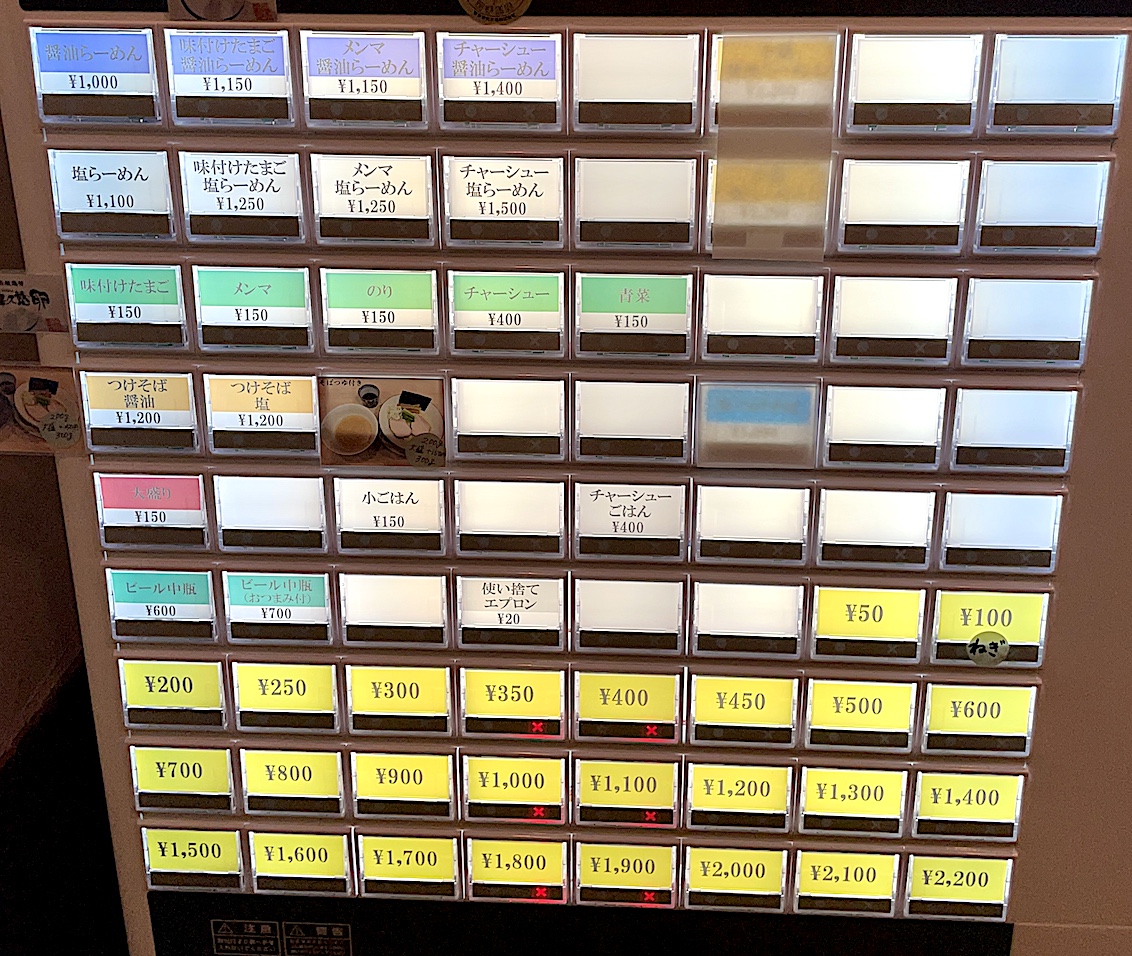 醤油らーめん
¥1,000
味付けたまご
醤油らーめん
¥1,150
メンマ
醤油らーめん
¥1,150
チャーシュー
醤油らーめん
¥1,400
塩らーめん
¥1,100
味付けたまご
塩らーめん
¥1,250
メンマ
塩らーめん
¥1,250
チャーシュー
塩らーめん
¥1,500
味付けたまご
¥150
メンマ
¥150
のり
¥150
チャーシュー
¥400
青菜
¥150
つけそば
醤油
¥1,200
つけそば
塩
¥1,200
そばつゆ付き
大盛り
¥150
小ごはん
¥150
チャーシュー
ごはん
¥400
ビール中瓶
¥600
ビール中瓶
(おつまみ付)
¥700
使い捨て
エプロン
¥20
¥50
¥100
ねぎ
¥200
¥250
¥300
¥350
¥400
¥450
¥500
¥600
¥700
¥800
¥900
¥1,000
¥1,100
¥1,200
¥1,300
¥1,400
¥1,500
¥1,600
¥1,700
¥1,800
¥1,900
¥2,000
¥2,100
¥2,200
注意
警告